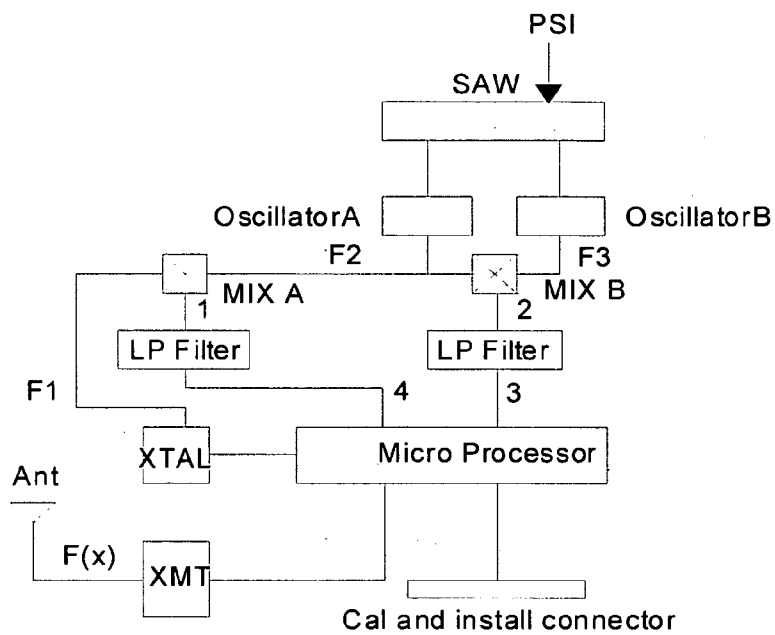 PSI
SAW
OscillatorA
OscillatorB
F2
F3
MIX A
MIX B
1
2
LP Filter
LP Filter
F1
4
3
XTAL
Micro Processor
Ant
F(x)
XMT
Cal and install connector